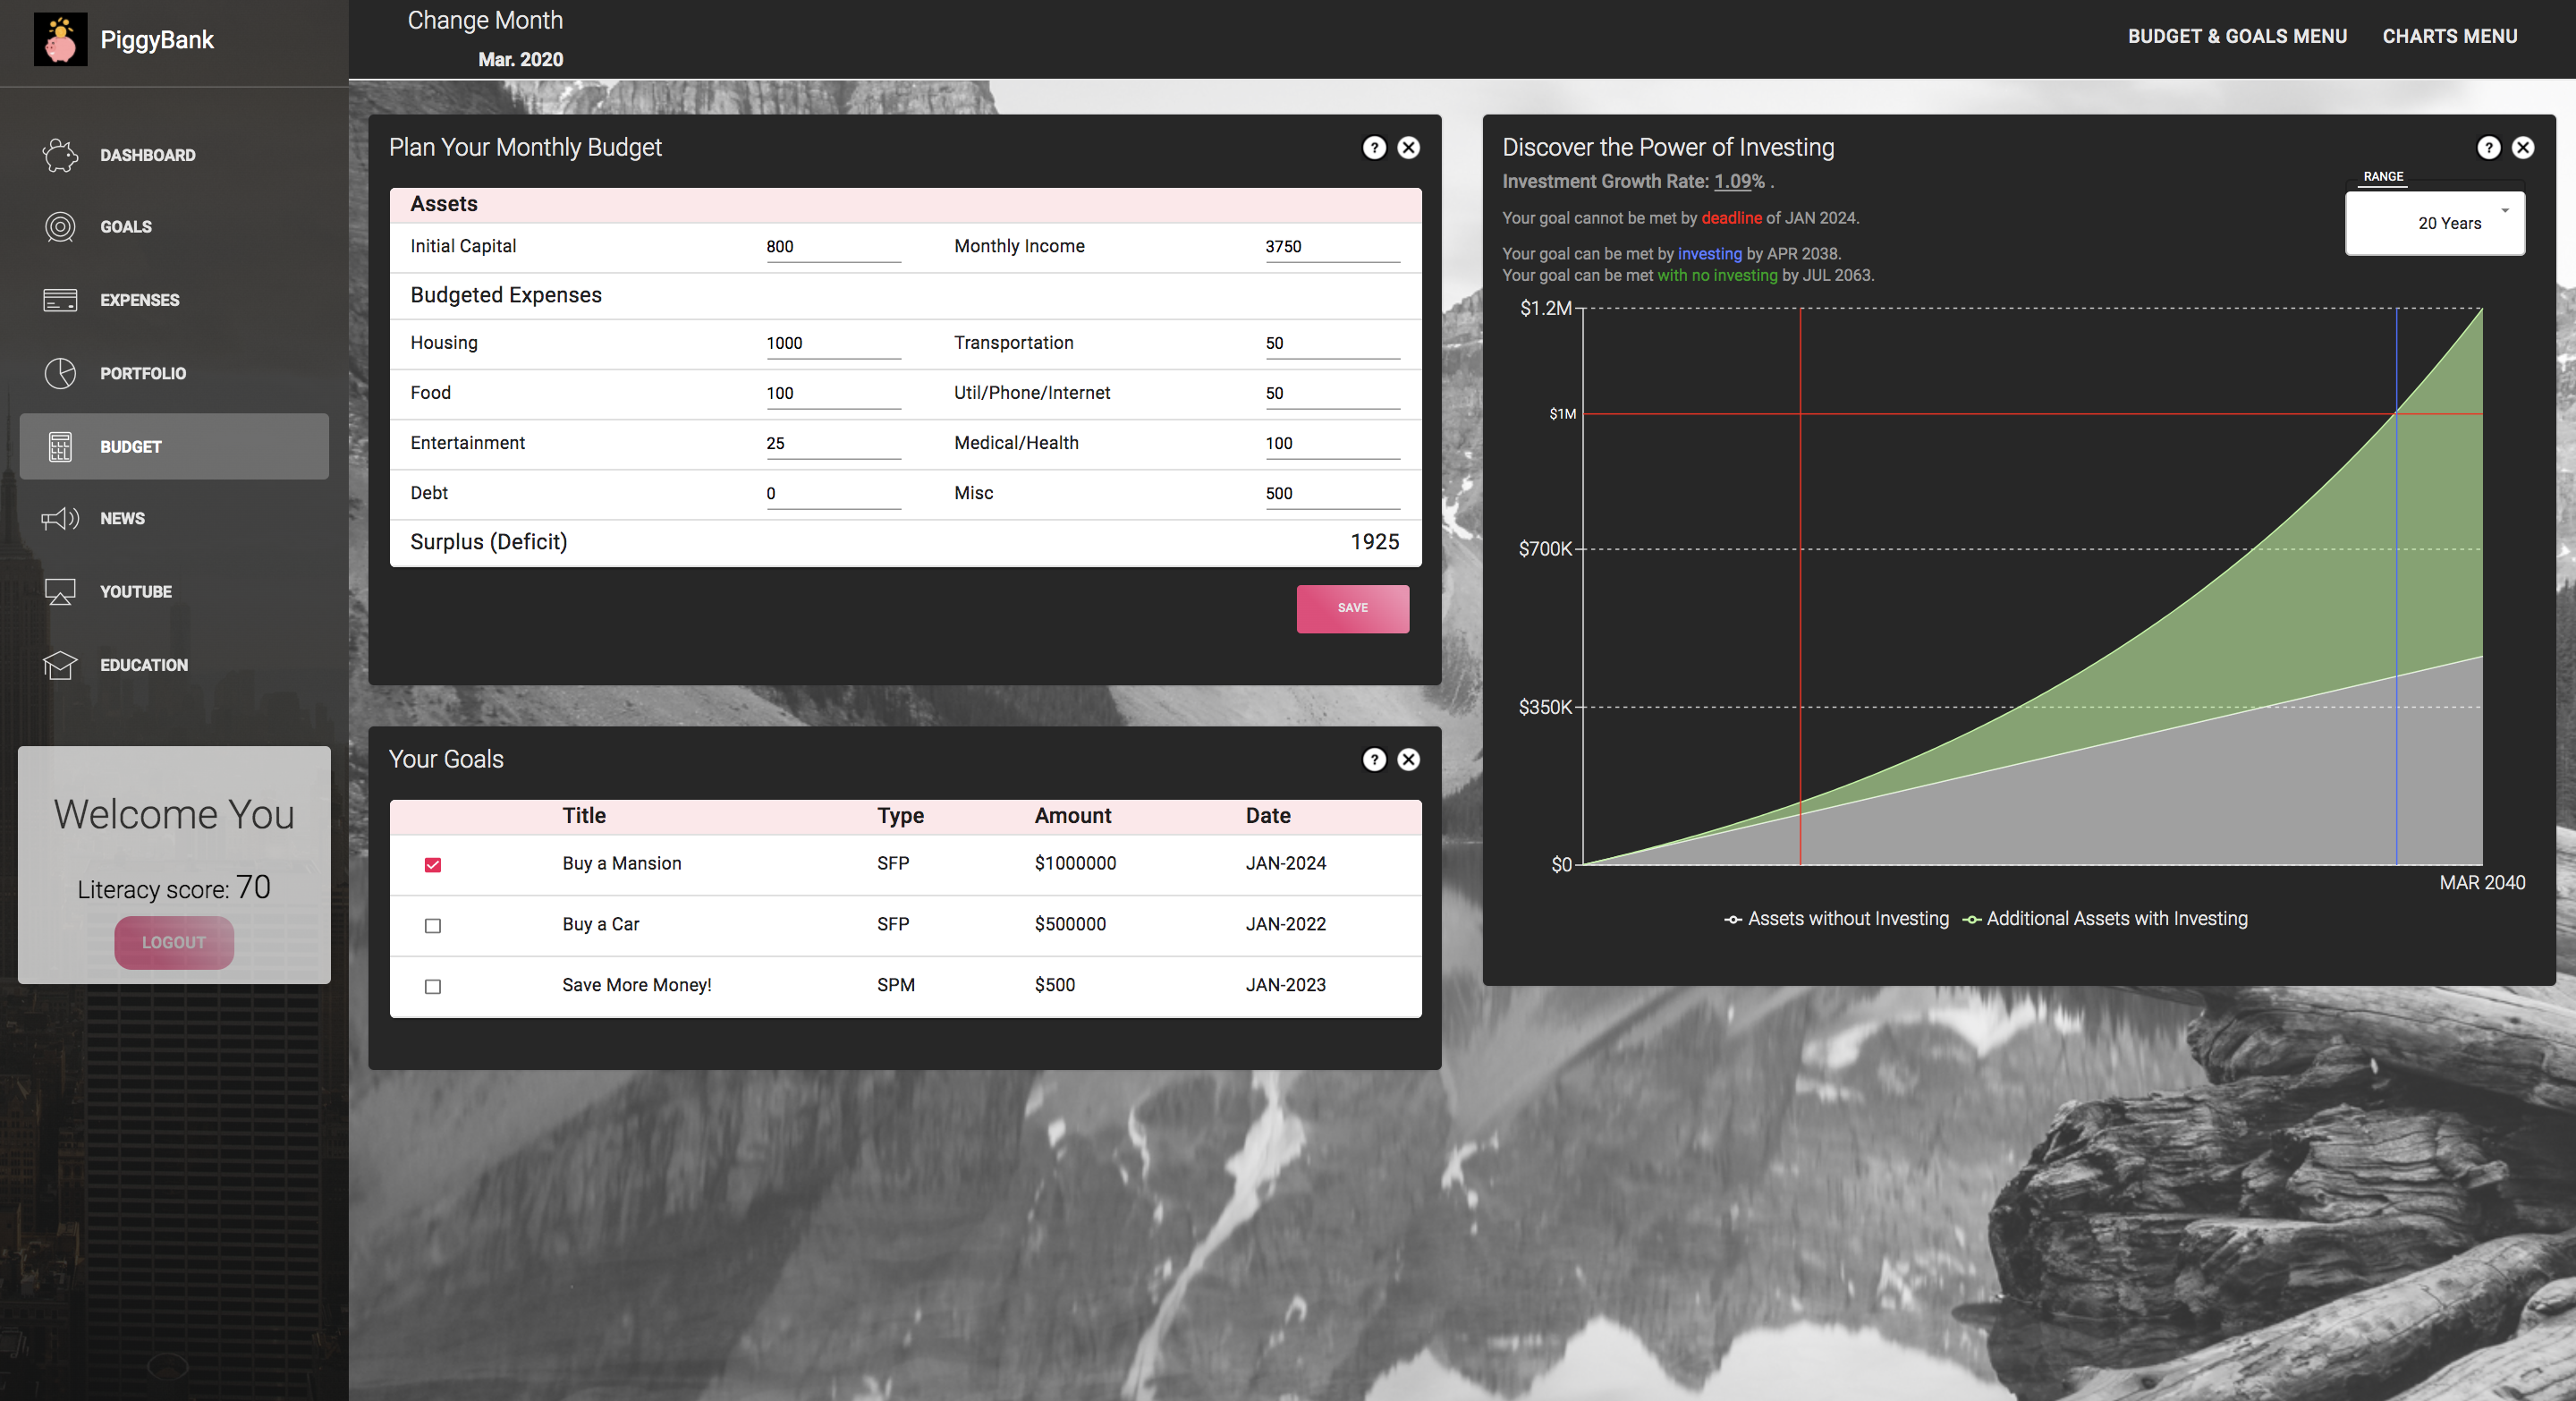 PiggyBank
DASHBOARD
GOALS
EXPENSES
PORTFOLIO
BUDGET
NEWS
YOUTUBE
EDUCATION
Welcome You
Literacy score: 70
LOGOUT
Change Month
Mar. 2020
BUDGET & GOALS MENU CHARTS MENU
Plan Your Monthly Budget
?
Assets
Initial Capital 800 Monthly Income 3750
Budgeted Expenses
Housing 1000 Transportation 50
Food 100 Util/Phone/Internet 50
Entertainment 25 Medical/Health 100
Debt 0 Misc 500
Surplus (Deficit) 1925
SAVE
Your Goals
?
Title Type Amount Date
Buy a Mansion SFP $1000000 JAN-2024
Buy a Car SFP $500000 JAN-2022
Save More Money! SPM $500 JAN-2023
Discover the Power of Investing
?
Investment Growth Rate: 1.09% .
RANGE
20 Years
Your goal cannot be met by deadline of JAN 2024.
Your goal can be met by investing by APR 2038.
Your goal can be met with no investing by JUL 2063.
$1.2M
$1M
$700K
$350K
$0
MAR 2040
Assets without Investing Additional Assets with Investing